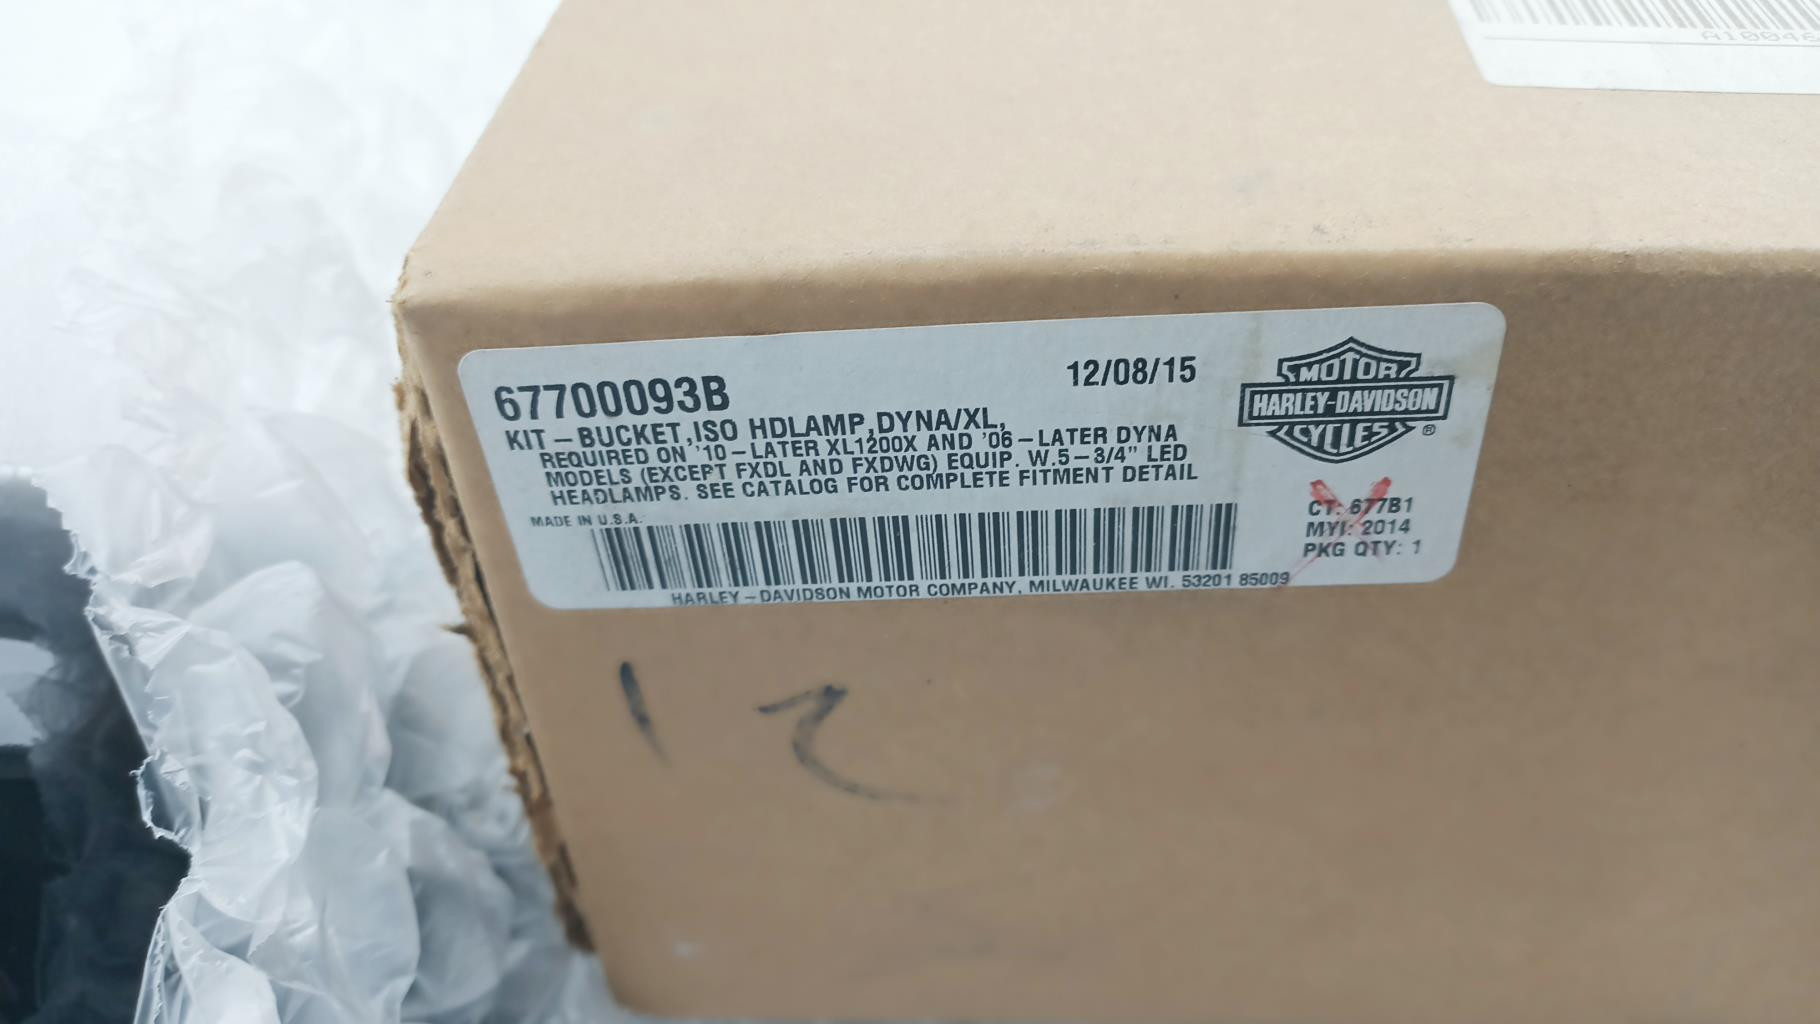 67700093B
12/08/15
KIT – BUCKET,ISO HDLAMP,DYNA/XL,
REQUIRED ON '10 – LATER XL1200X AND '06 – LATER DYNA
MODELS (EXCEPT FXDL AND FXDWG) EQUIP. W.5 – 3/4" LED
HEADLAMPS. SEE CATALOG FOR COMPLETE FITMENT DETAIL
MADE IN U.S.A.
HARLEY – DAVIDSON MOTOR COMPANY, MILWAUKEE WI. 53201 85009
MOTOR
HARLEY-DAVIDSON
CYCLES ®
CT: 677B1
MYI: 2014
PKG QTY: 1
12